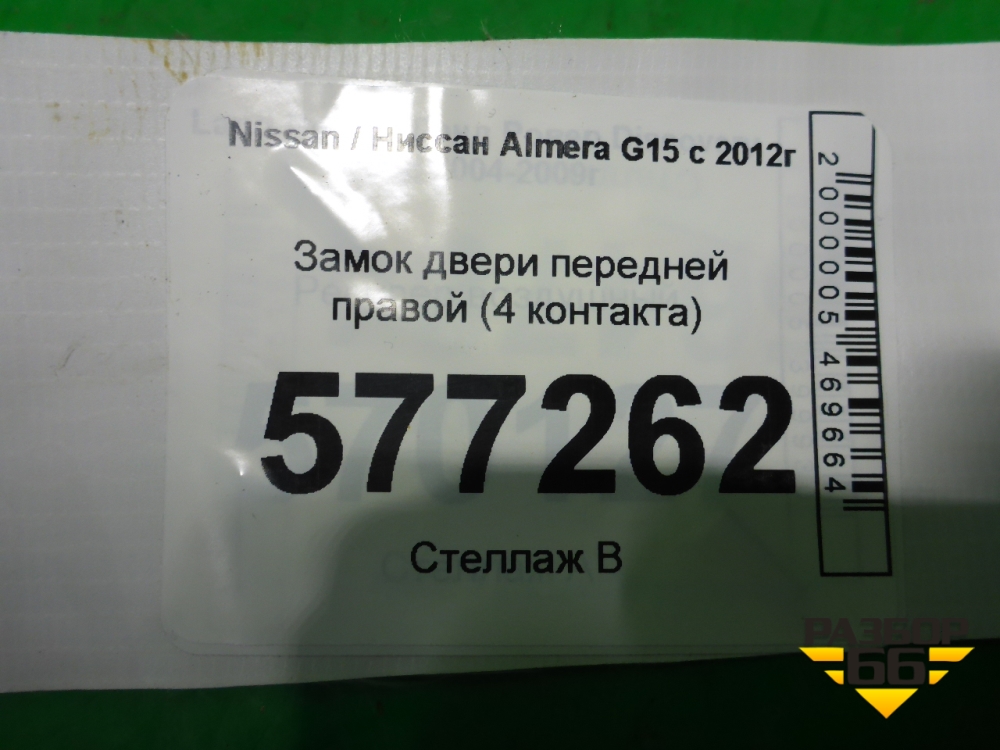 Nissan / Ниссан Almera G15 с 2012г
Замок двери передней
правой (4 контакта)
577262
Стеллаж В
2000005469664
РАЗБОР
66